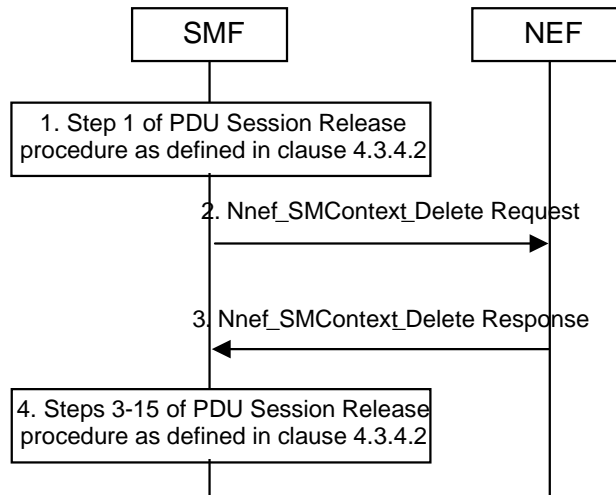 SMF
NEF
1. Step 1 of PDU Session Release
procedure as defined in clause 4.3.4.2
2. Nnef_SMContext_Delete Request
3. Nnef_SMContext_Delete Response
4. Steps 3-15 of PDU Session Release
procedure as defined in clause 4.3.4.2